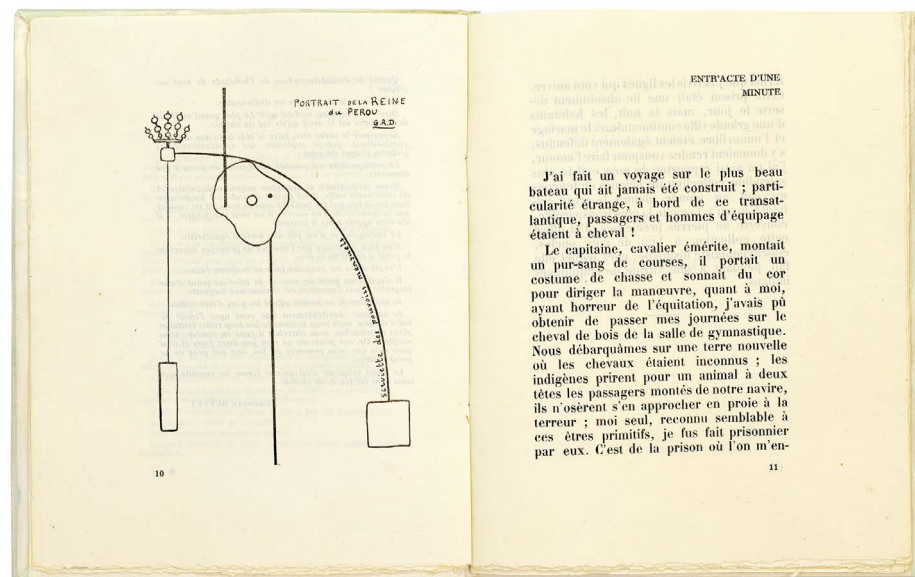 PORTRAIT DE LA REINE
DU PEROU
G.R.D.
Serviette des pourvoirs mensuels
10
ENTR'ACTE D'UNE
MINUTE
J'ai fait un voyage sur le plus beau
bateau qui ait jamais été construit ; parti-
cularité étrange, à bord de ce transat-
lantique, passagers et hommes d'équipage
étaient à cheval !
Le capitaine, cavalier émérite, montait
un pur-sang de courses, il portait un
costume de chasse et sonnait du cor
pour diriger la manœuvre, quant à moi,
ayant horreur de l'équitation, j'avais pû
obtenir de passer mes journées sur le
cheval de bois de la salle de gymnastique.
Nous débarquâmes sur une terre nouvelle
où les chevaux étaient inconnus ; les
indigènes prirent pour un animal à deux
têtes les passagers montés de notre navire,
ils n'osèrent s'en approcher en proie à la
terreur ; moi seul, reconnu semblable à
ces êtres primitifs, je fus fait prisonnier
par eux. C'est de la prison où l'on m'en-
11